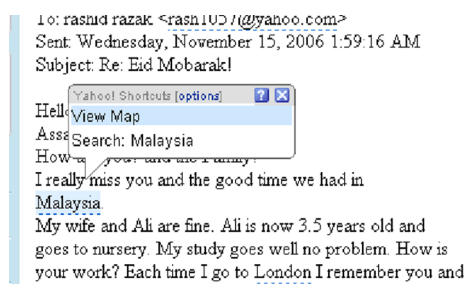 To: rashid razak <rash1057@yahoo.com>
Sent: Wednesday, November 15, 2006 1:59:16 AM
Subject: Re: Eid Mobarak!
Yahoo! Shortcuts [options]
Hell
View Map
Assa
Search: Malaysia
How you? and the Family?
I really miss you and the good time we had in
Malaysia.
My wife and Ali are fine. Ali is now 3.5 years old and
goes to nursery. My study goes well no problem. How is
your work? Each time I go to London I remember you and